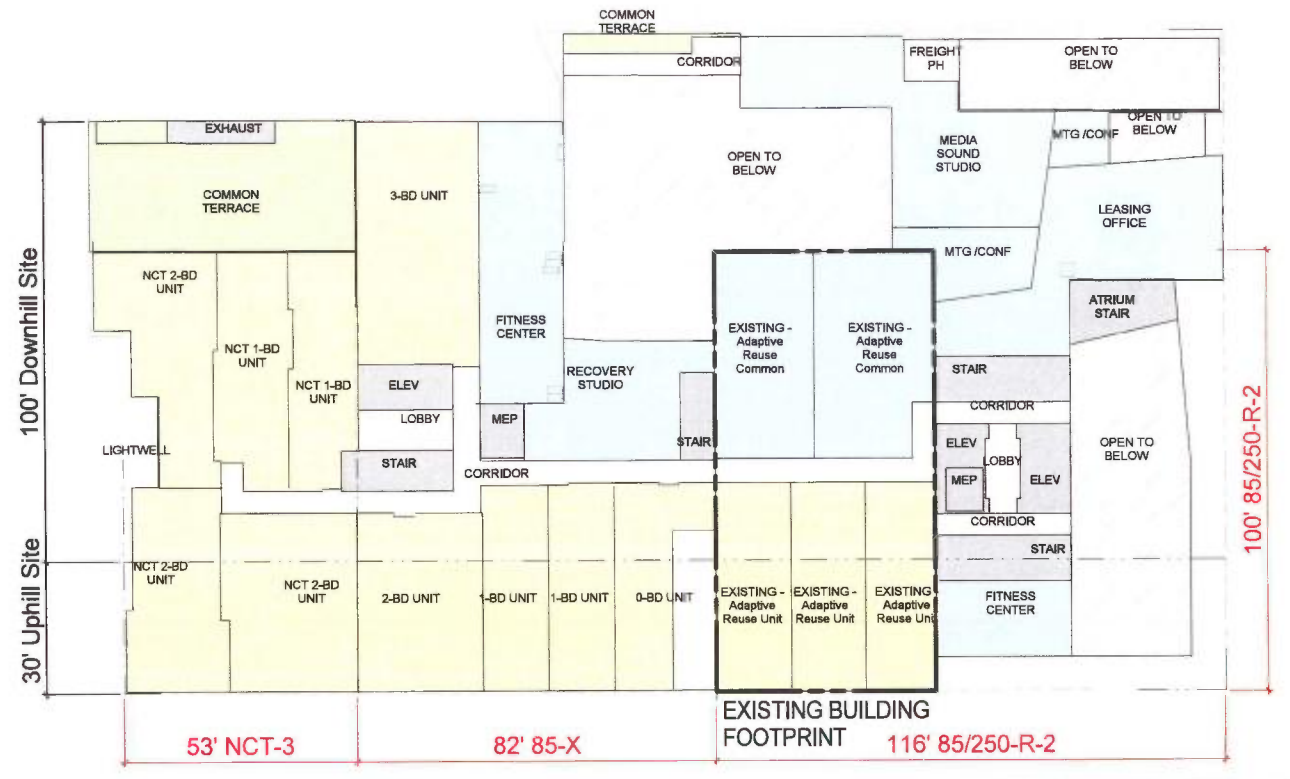 COMMON
TERRACE
CORRIDOR
FREIGHT
PH
OPEN TO
BELOW
EXHAUST
OPEN TO
BELOW
MTG /CONF
MEDIA
SOUND
STUDIO
OPEN TO
BELOW
COMMON
TERRACE
3-BD UNIT
LEASING
OFFICE
MTG /CONF
NCT 2-BD
UNIT
ATRIUM
STAIR
FITNESS
CENTER
EXISTING -
Adaptive
Reuse
Common
EXISTING -
Adaptive
Reuse
Common
NCT 1-BD
UNIT
NCT 1-BD
UNIT
ELEV
RECOVERY
STUDIO
STAIR
CORRIDOR
LOBBY
MEP
STAIR
ELEV
LOBBY
OPEN TO
BELOW
LIGHTWELL
STAIR
CORRIDOR
MEP
ELEV
CORRIDOR
STAIR
NCT 2-BD
UNIT
NCT 2-BD
UNIT
2-BD UNIT
1-BD UNIT
1-BD UNIT
0-BD UNIT
EXISTING -
Adaptive
Reuse Unit
EXISTING -
Adaptive
Reuse Unit
EXISTING
Adaptive
Reuse Unit
FITNESS
CENTER
100' Downhill Site
30' Uphill Site
100' 85/250-R-2
EXISTING BUILDING
FOOTPRINT
53' NCT-3
82' 85-X
116' 85/250-R-2